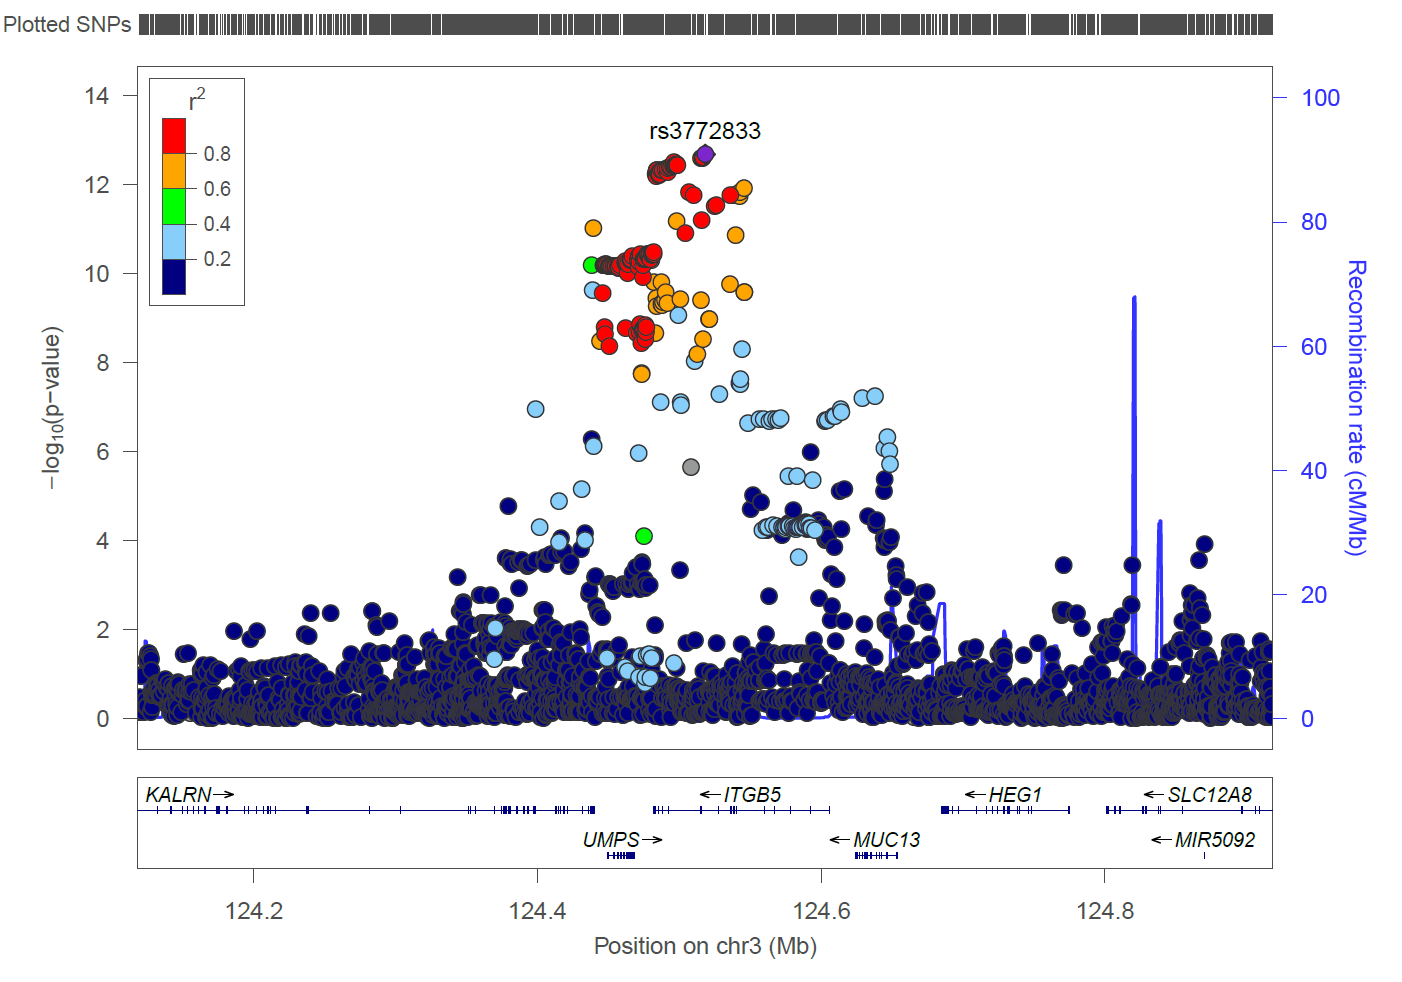 Plotted SNPs
rs3772833
r2
0.8
0.6
0.4
0.2
14
12
10
8
6
4
2
0
−log10(p−value)
100
80
60
40
20
0
Recombination rate (cM/Mb)
KALRN
ITGB5
HEG1
SLC12A8
UMPS
MUC13
MIR5092
124.2
124.4
124.6
124.8
Position on chr3 (Mb)